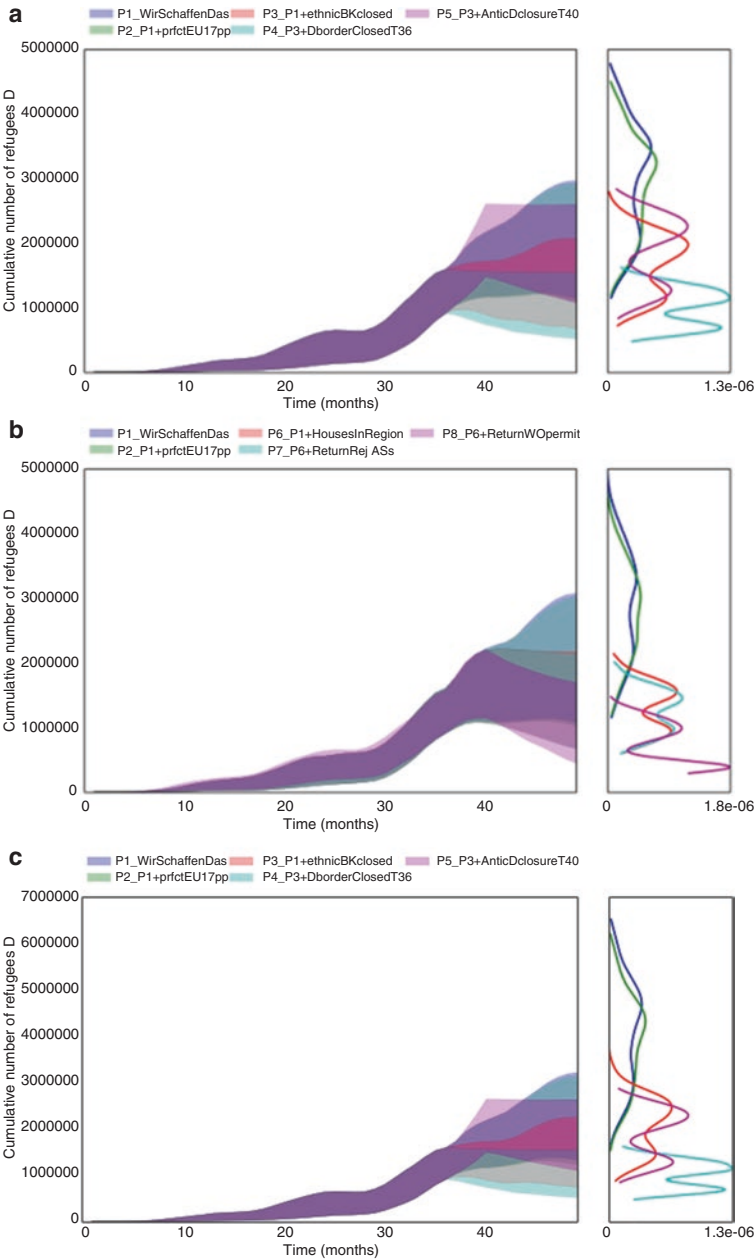 a
P1_WirSchaffenDas P3_P1+ethnicBKclosed P5_P3+AnticDclosureT40
P2_P1+prfctEU17pp P4_P3+DborderClosedT36
Cumulative number of refugees D
5000000
4000000
3000000
2000000
1000000
0
10 20 30 40
Time (months)
0 1.3e-06
b
P1_WirSchaffenDas P6_P1+HousesInRegion P8_P6+ReturnWOpermit
P2_P1+prfctEU17pp P7_P6+ReturnRej ASs
Cumulative number of refugees D
5000000
4000000
3000000
2000000
1000000
0
10 20 30 40
Time (months)
0 1.8e-06
c
P1_WirSchaffenDas P3_P1+ethnicBKclosed P5_P3+AnticDclosureT40
P2_P1+prfctEU17pp P4_P3+DborderClosedT36
Cumulative number of refugees D
7000000
6000000
5000000
4000000
3000000
2000000
1000000
0
10 20 30 40
Time (months)
0 1.3e-06